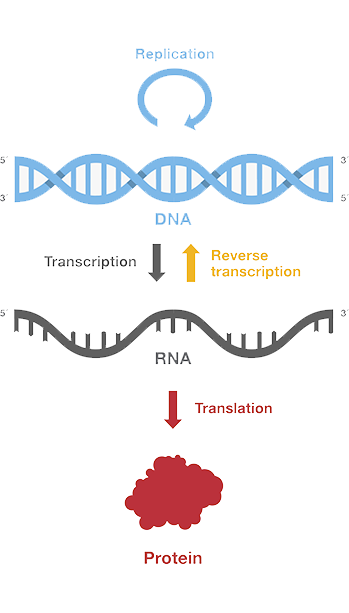 Replication
5´ 3´
3´ 5´
DNA
Transcription
Reverse
transcription
5´ 3´
RNA
Translation
Protein